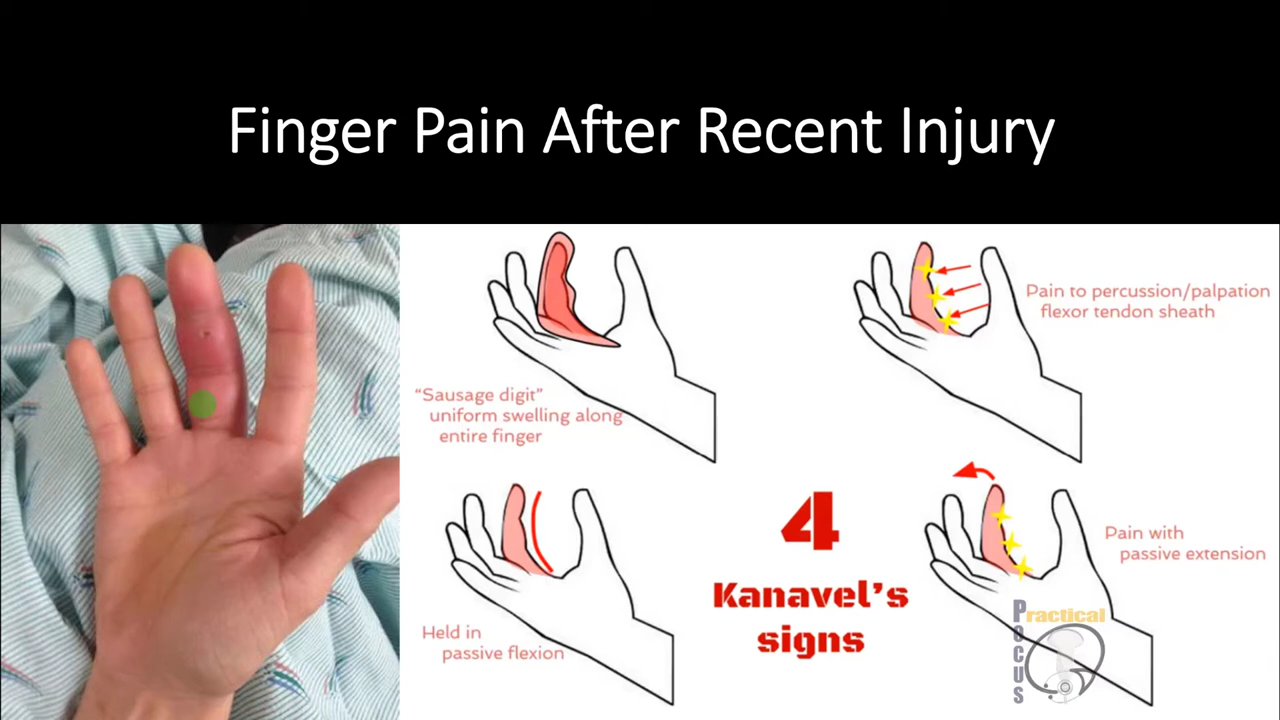 Finger Pain After Recent Injury
"Sausage digit"
uniform swelling along
entire finger
Pain to percussion/palpation
flexor tendon sheath
Held in
passive flexion
4
Kanavel's
signs
Pain with
passive extension
Practical
POCUS